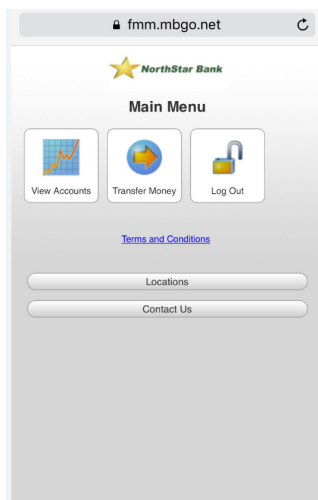 fmm.mbgo.net
NorthStar Bank
Main Menu
View Accounts
Transfer Money
Log Out
Terms and Conditions
Locations
Contact Us